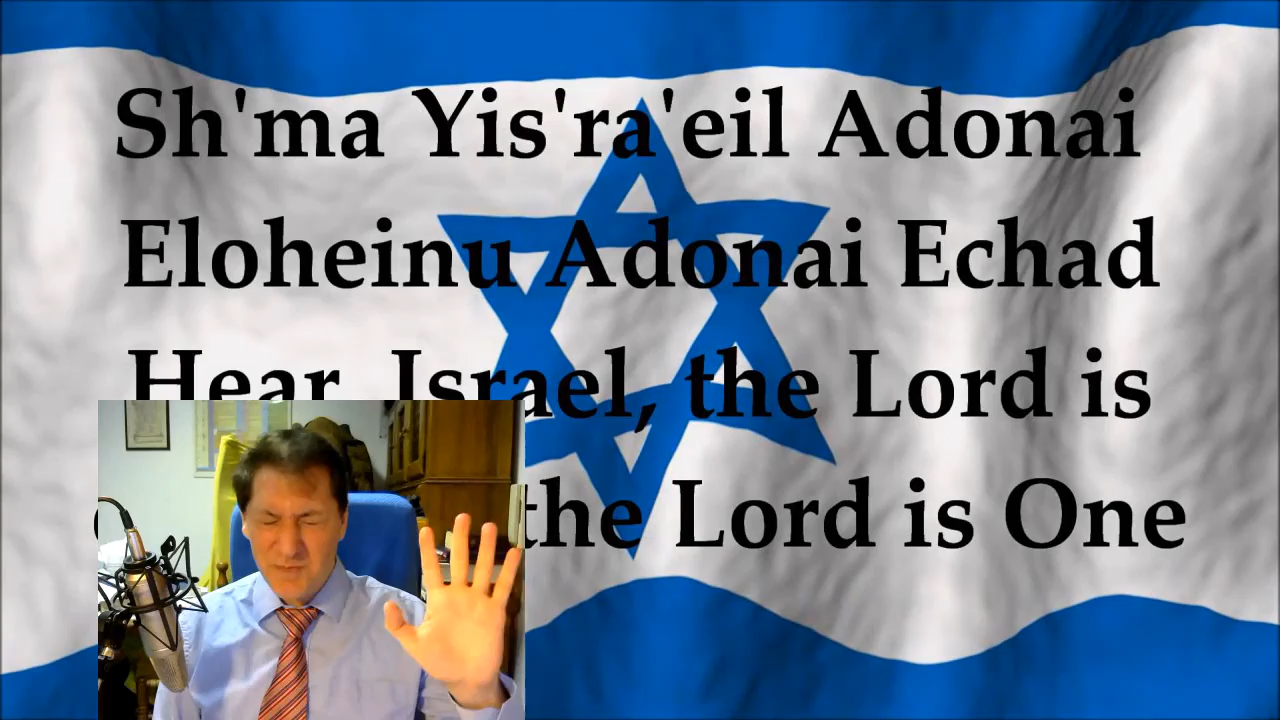 Sh'ma Yis'ra'eil Adonai
Eloheinu Adonai Echad
Hear Israel, the Lord is
the Lord is One